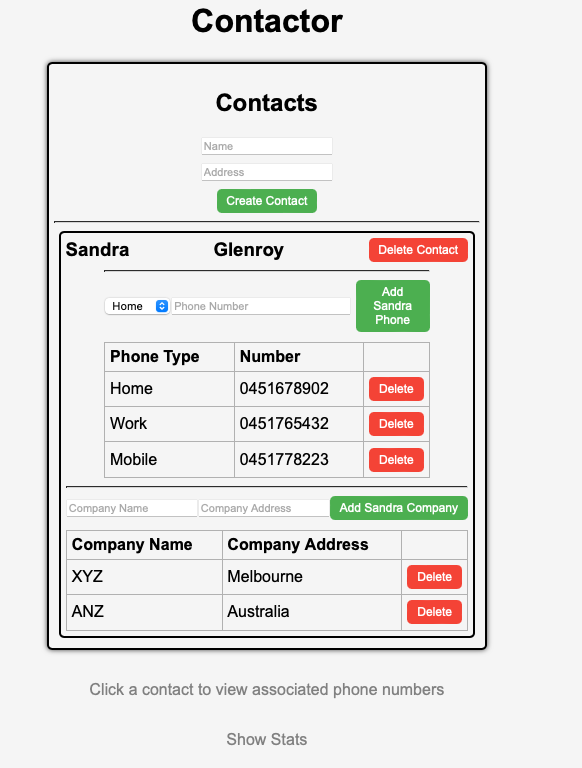 Contactor
Contacts
Name
Address
Create Contact
Sandra Glenroy Delete Contact
Home Phone Number Add Sandra Phone
Phone Type Number
Home 0451678902 Delete
Work 0451765432 Delete
Mobile 0451778223 Delete
Company Name Company Address Add Sandra Company
Company Name Company Address
XYZ Melbourne Delete
ANZ Australia Delete
Click a contact to view associated phone numbers
Show Stats